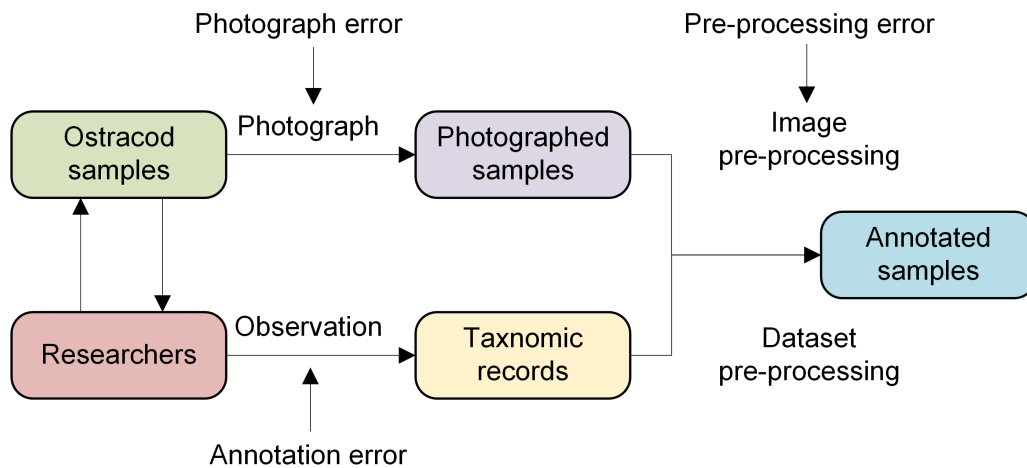 Photograph error
Pre-processing error
Ostracod
samples
Photograph
Photographed
samples
Image
pre-processing
Annotated
samples
Researchers
Observation
Taxnomic
records
Dataset
pre-processing
Annotation error